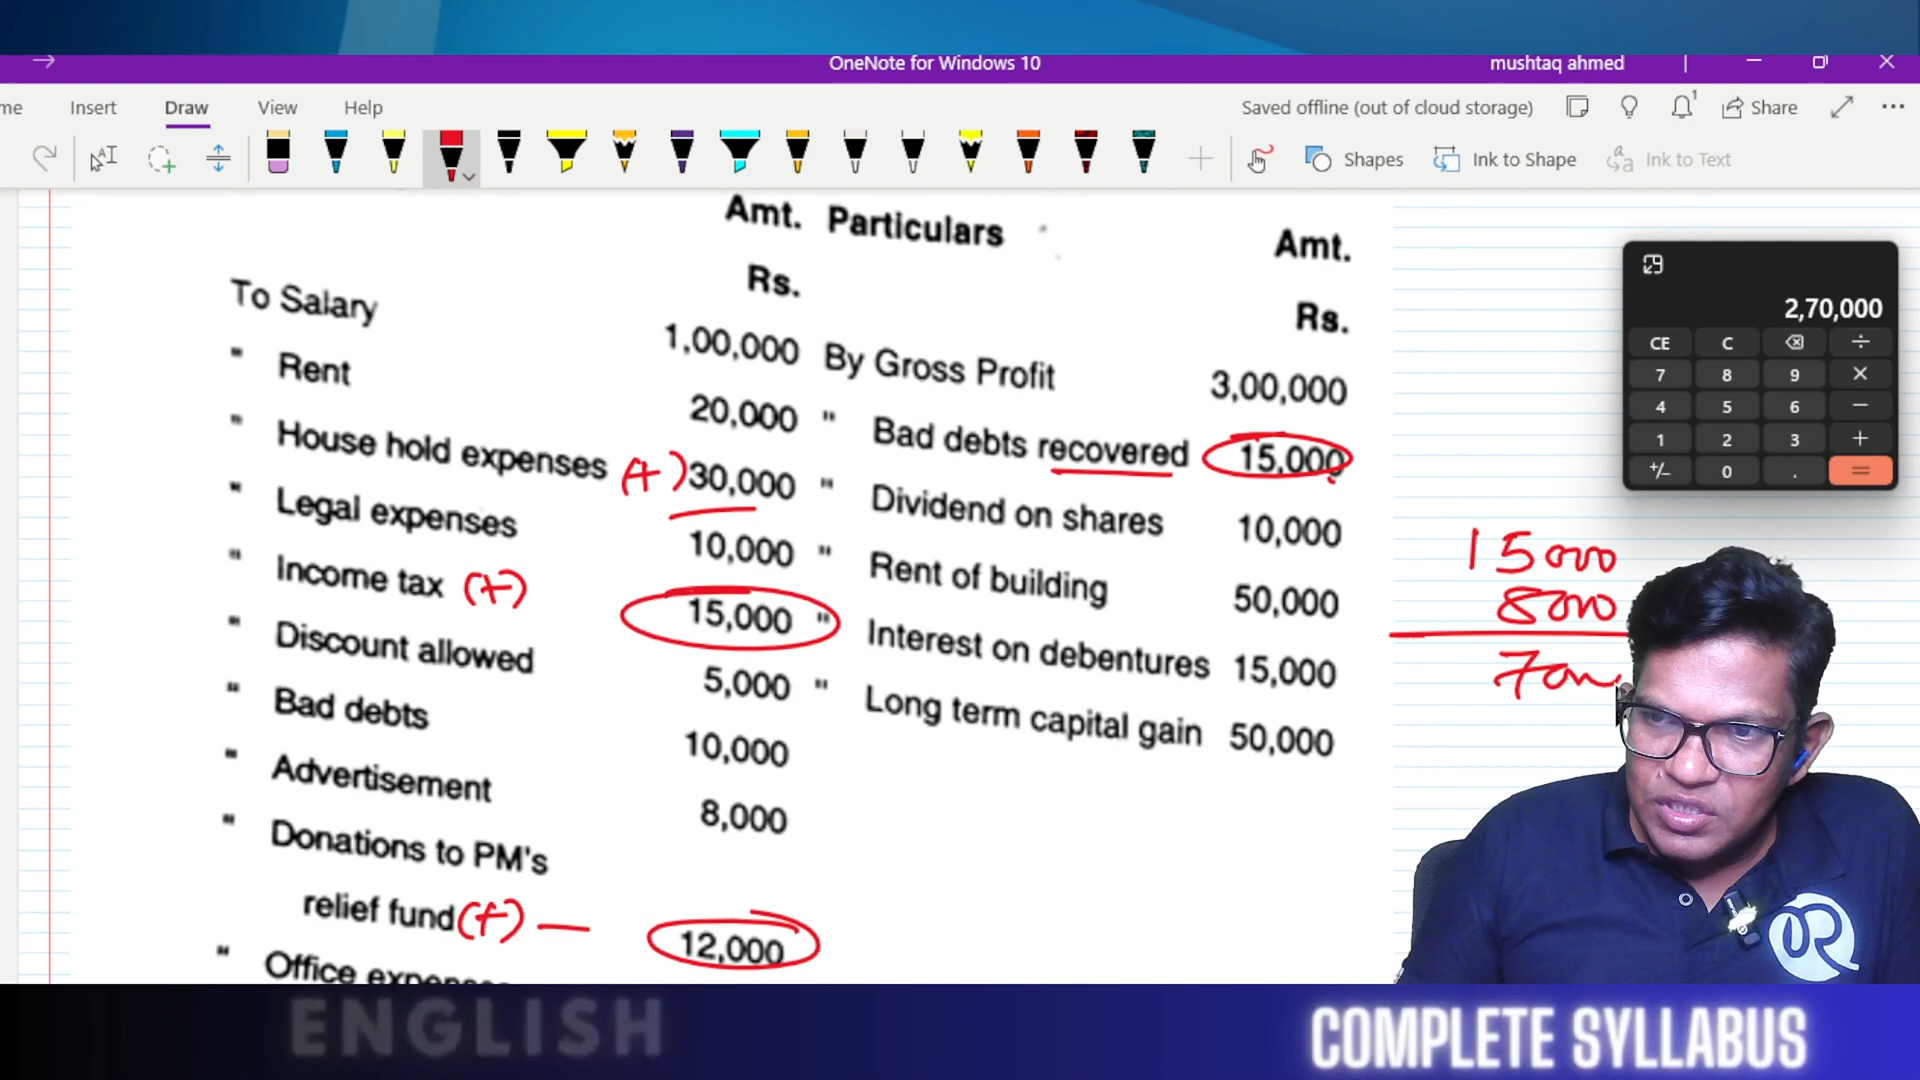 OneNote for Windows 10
mushtaq ahmed
me Insert Draw View Help
Saved offline (out of cloud storage)
1
Share
Shapes
Ink to Shape
Ink to Text
Amt. Particulars Amt.
Rs. Rs.
To Salary 1,00,000 By Gross Profit 3,00,000
" Rent 20,000 " Bad debts recovered 15,000
" House hold expenses (+) 30,000 " Dividend on shares 10,000
" Legal expenses 10,000 " Rent of building 50,000
" Income tax (+) 15,000 " Interest on debentures 15,000
" Discount allowed 5,000 " Long term capital gain 50,000
" Bad debts 10,000
" Advertisement 8,000
" Donations to PM's
relief fund (+) — 12,000
" Office expenses
2,70,000
CE C ÷
7 8 9 ×
4 5 6 −
1 2 3 +
+/− 0 . =
15000
8000
7000
ENGLISH
COMPLETE SYLLABUS